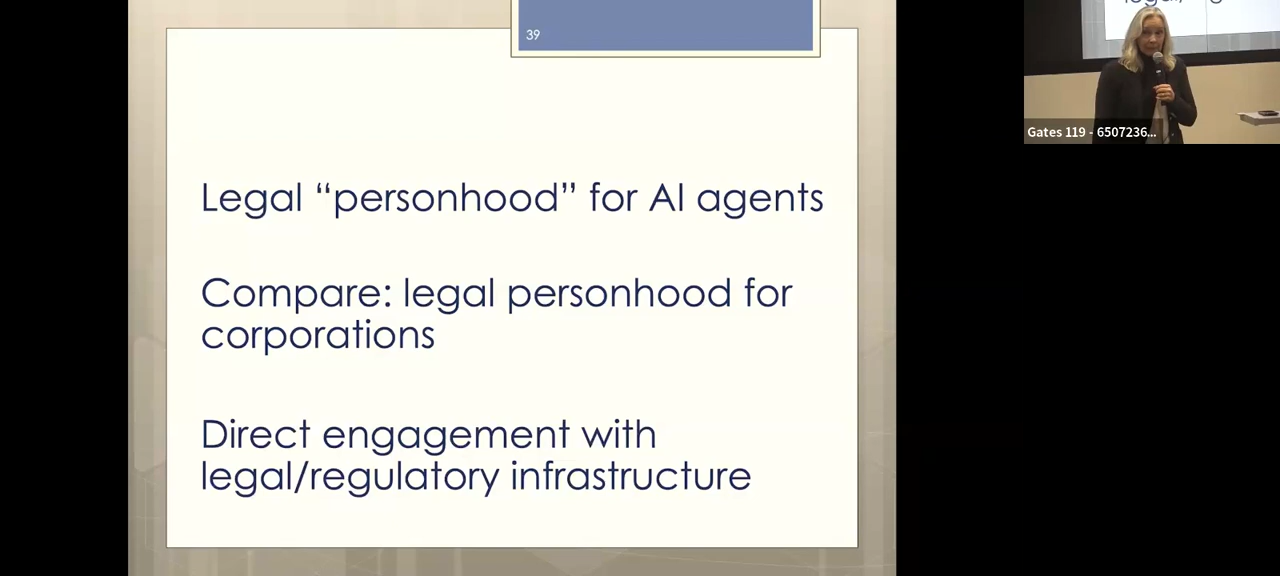 39
Legal “personhood” for AI agents
Compare: legal personhood for
corporations
Direct engagement with
legal/regulatory infrastructure
Gates 119 - 6507236...